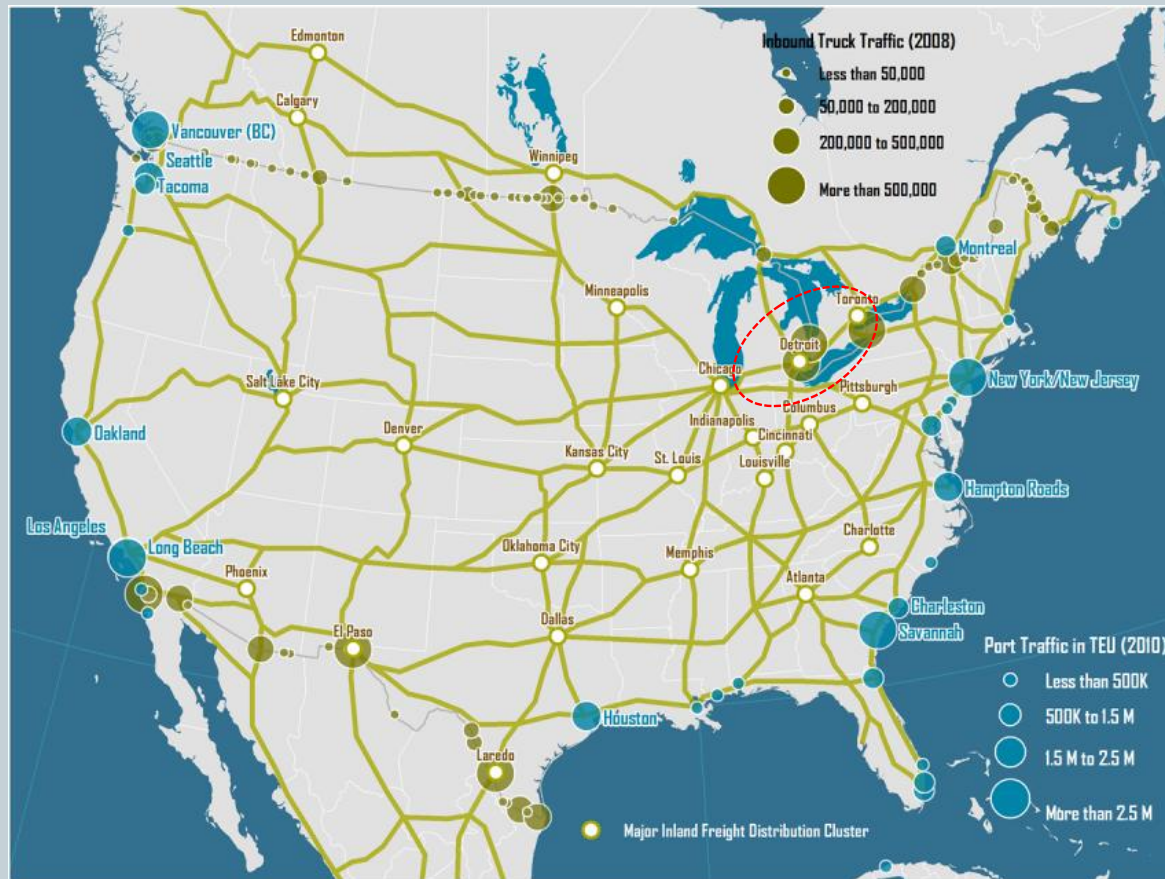 Edmonton
Inbound Truck Traffic (2008)
Less than 50,000
50,000 to 200,000
200,000 to 500,000
More than 500,000
Calgary
Vancouver (BC)
Seattle
Tacoma
Winnipeg
Montreal
Minneapolis
Toronto
Detroit
Chicago
Salt Lake City
New York/New Jersey
Pittsburgh
Columbus
Indianapolis
Cincinnati
Oakland
Denver
Kansas City
St. Louis
Louisville
Hampton Roads
Los Angeles
Long Beach
Charlotte
Oklahoma City
Memphis
Phoenix
Atlanta
Charleston
Dallas
El Paso
Savannah
Port Traffic in TEU (2010)
Less than 500K
500K to 1.5 M
1.5 M to 2.5 M
More than 2.5 M
Houston
Laredo
Major Inland Freight Distribution Cluster